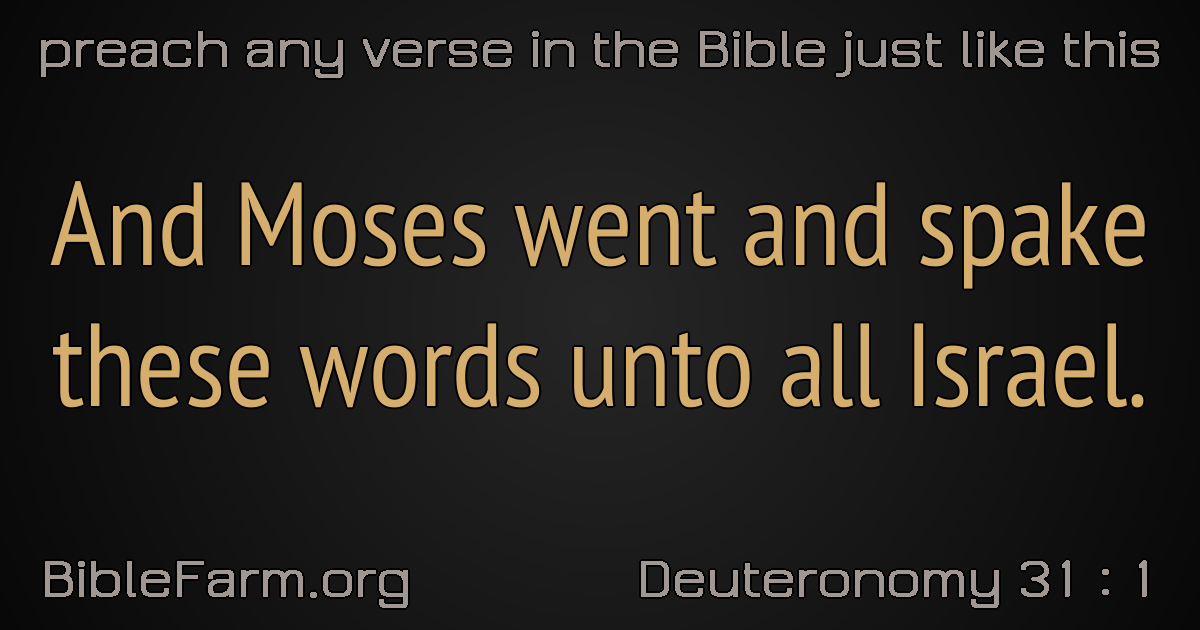 preach any verse in the Bible just like this
And Moses went and spake
these words unto all Israel.
BibleFarm.org
Deuteronomy 31 : 1